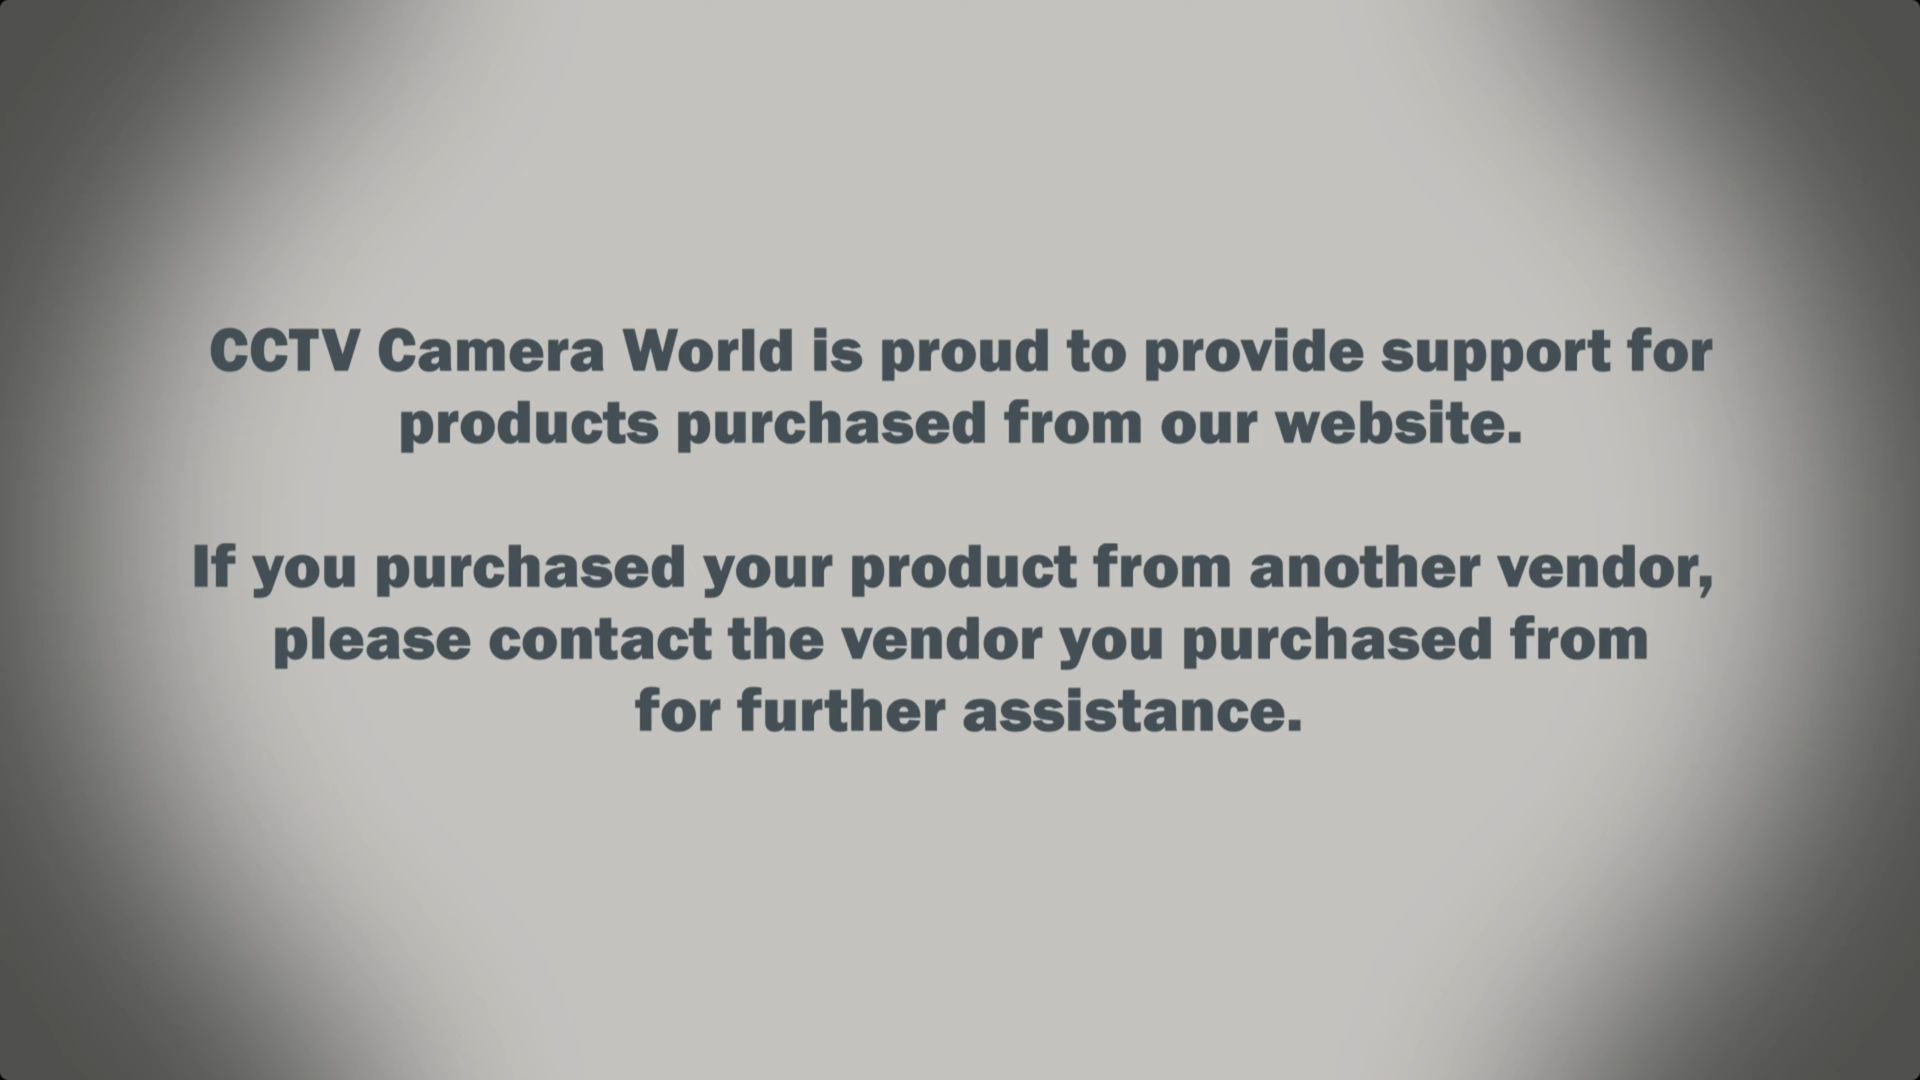 CCTV Camera World is proud to provide support for
products purchased from our website.
If you purchased your product from another vendor,
please contact the vendor you purchased from
for further assistance.